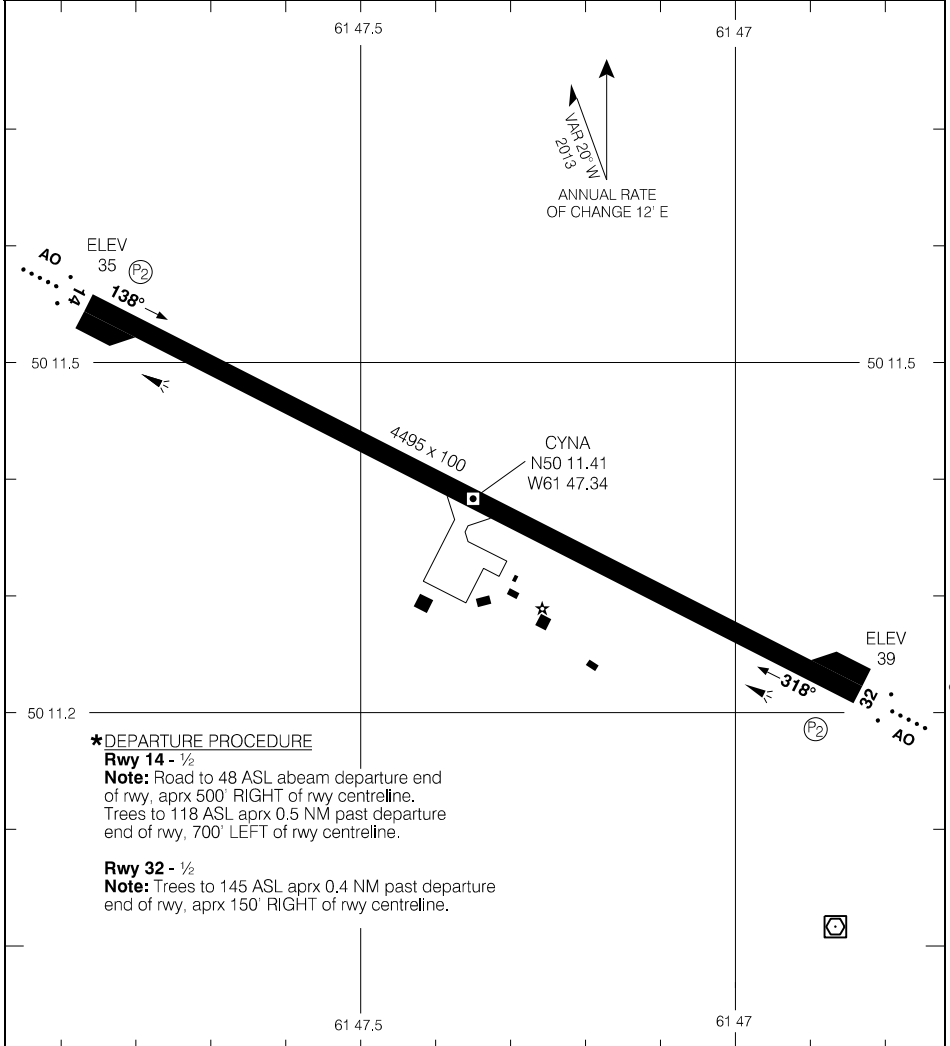 61 47.5
61 47
VAR 20° W
2013
ANNUAL RATE
OF CHANGE 12' E
AO
ELEV
35
P2
14
138°
50 11.5
50 11.5
4495 x 100
CYNA
N50 11.41
W61 47.34
ELEV
39
318°
32
P2
AO
50 11.2
*DEPARTURE PROCEDURE
Rwy 14 - ½
Note: Road to 48 ASL abeam departure end
of rwy, aprx 500' RIGHT of rwy centreline.
Trees to 118 ASL aprx 0.5 NM past departure
end of rwy, 700' LEFT of rwy centreline.
Rwy 32 - ½
Note: Trees to 145 ASL aprx 0.4 NM past departure
end of rwy, aprx 150' RIGHT of rwy centreline.
61 47.5
61 47